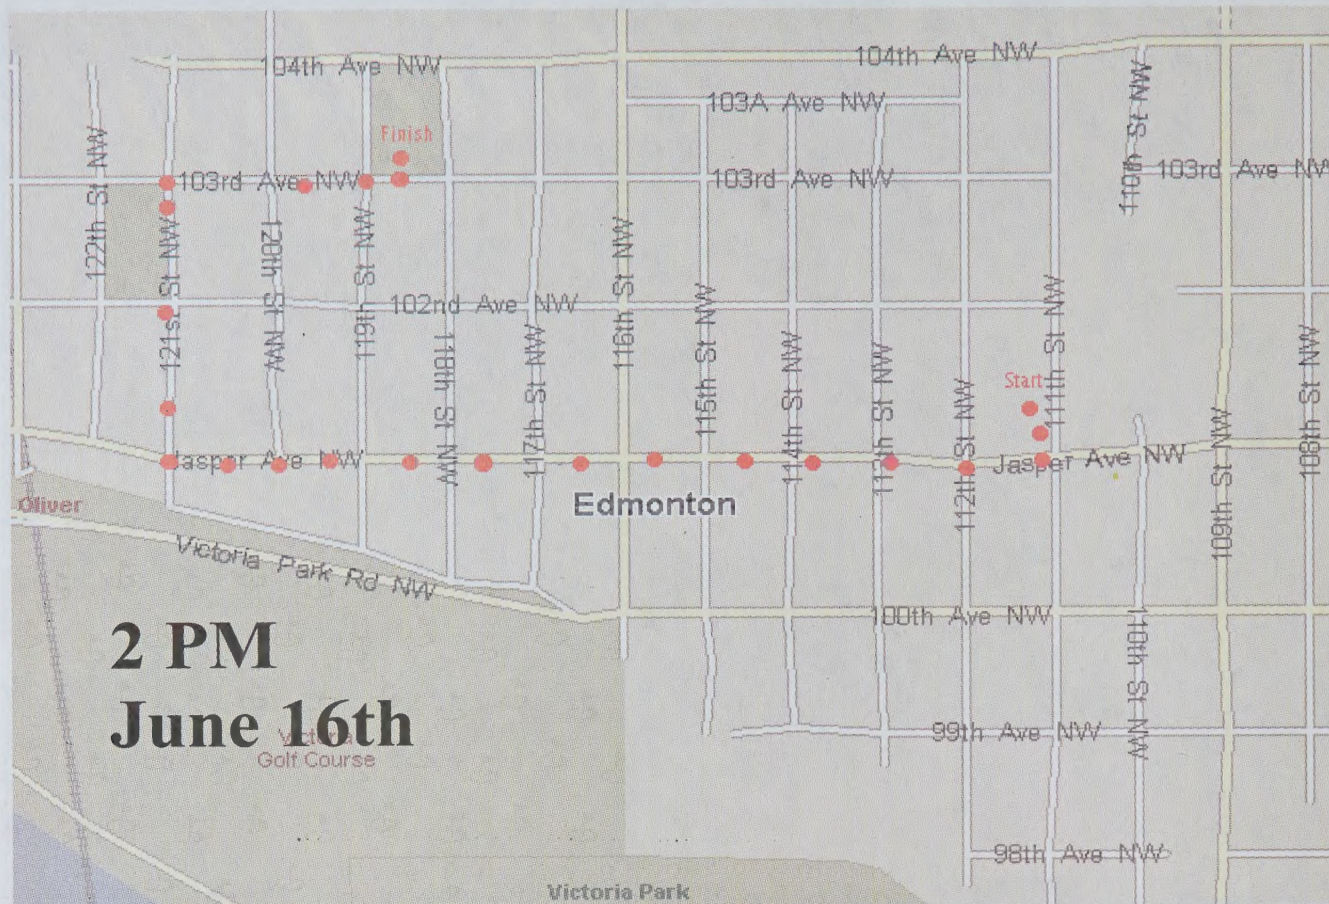 104th Ave NW
104th Ave NW
103A Ave NW
Finish
103rd Ave NW
103rd Ave NW
103rd Ave NW
122th St NW
121st St NW
120th St NW
119th St NW
118th St NW
117th St NW
116th St NW
115th St NW
114th St NW
113th St NW
112th St NW
111th St NW
110th St NW
109th St NW
108th St NW
102nd Ave NW
Start
Jasper Ave NW
Jasper Ave NW
Oliver
Edmonton
Victoria Park Rd NW
100th Ave NW
110th St NW
2 PM
June 16th
Victoria
Golf Course
99th Ave NW
98th Ave NW
Victoria Park